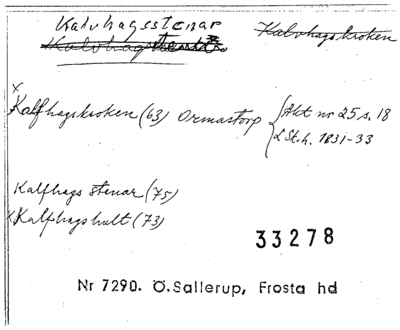 Kalvhagsstenar
Kalvhagskroken
x
Kalfhagskroken (63) Ormastorp { Akt nr 25 s. 18
L St. h. 1831-33
Kalfhags stenar (75)
x Kalfhagshult (73)
33278
Nr 7290. Ö. Sallerup, Frosta hd